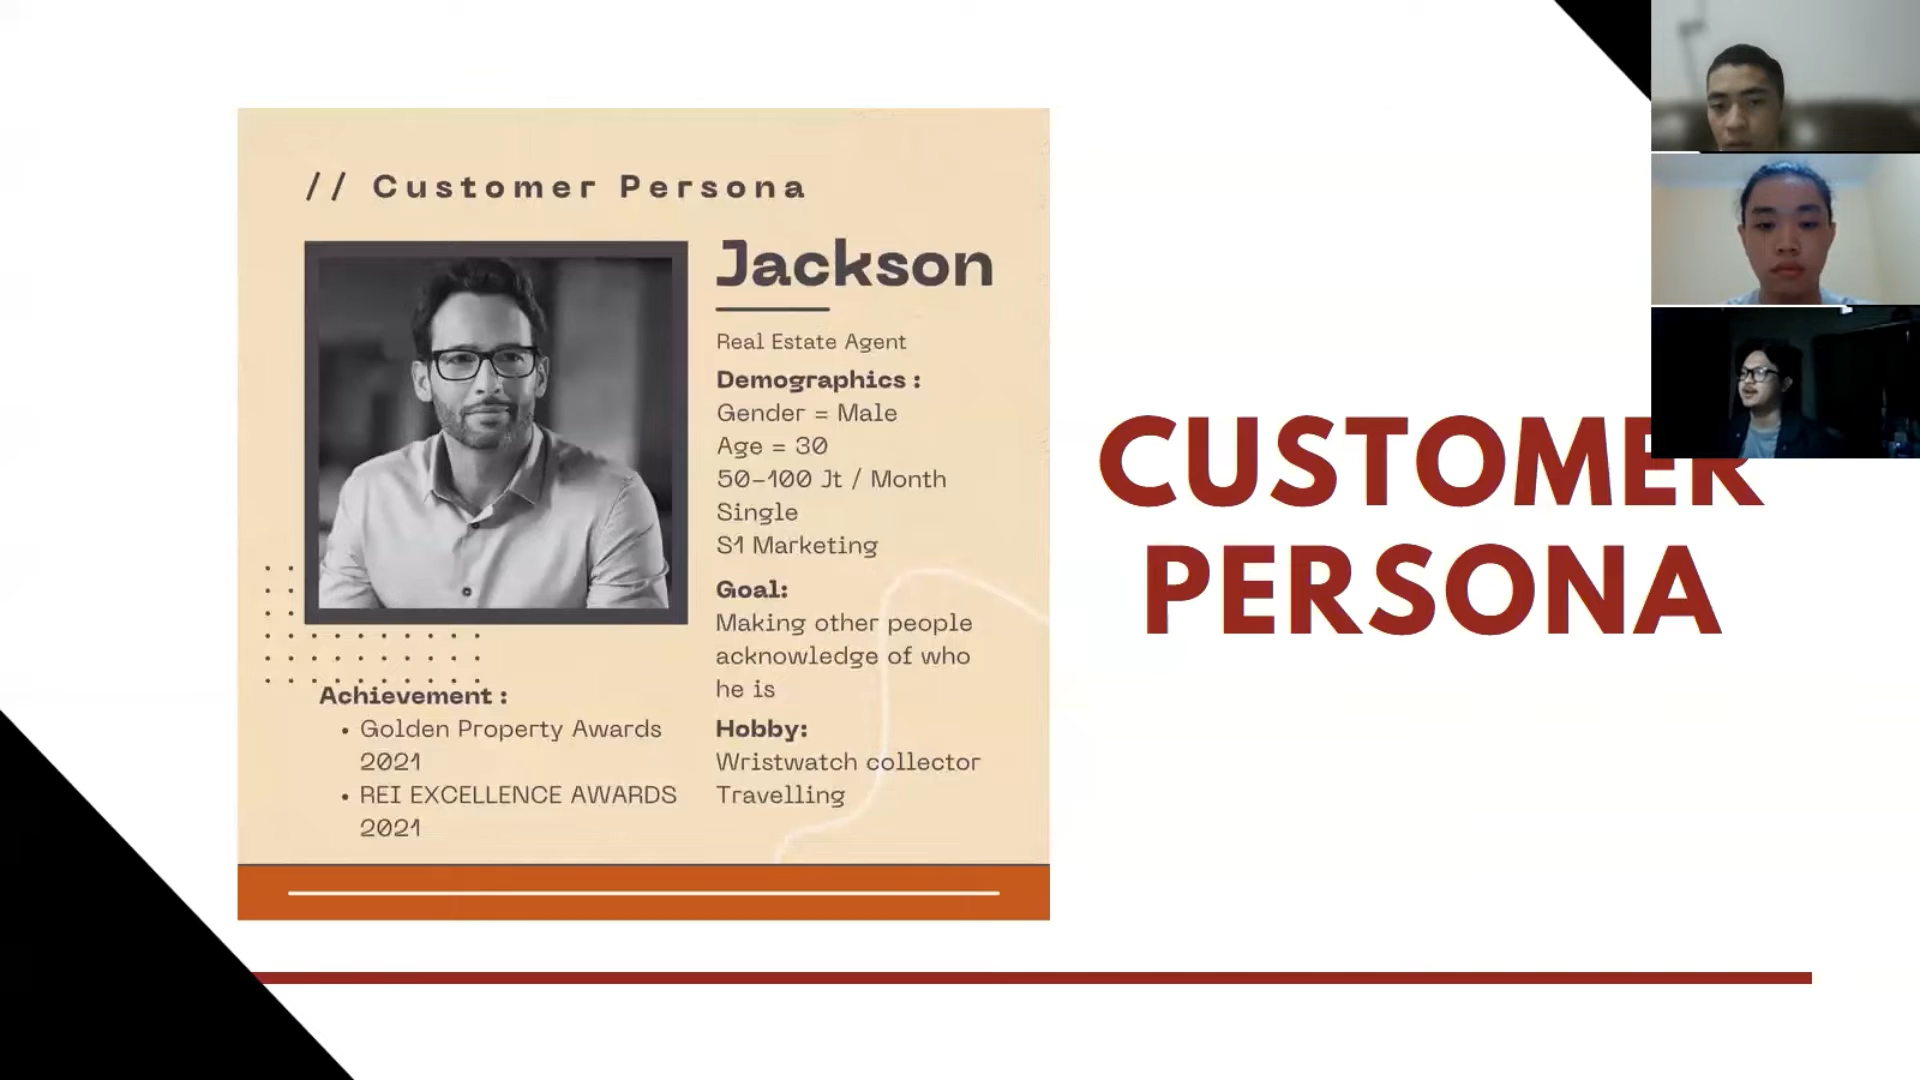 // Customer Persona
Jackson
Real Estate Agent
Demographics :
Gender = Male
Age = 30
50-100 Jt / Month
Single
S1 Marketing
Goal:
Making other people
acknowledge of who
he is
Hobby:
Wristwatch collector
Travelling
Achievement :
• Golden Property Awards
2021
• REI EXCELLENCE AWARDS
2021
CUSTOMER
PERSONA